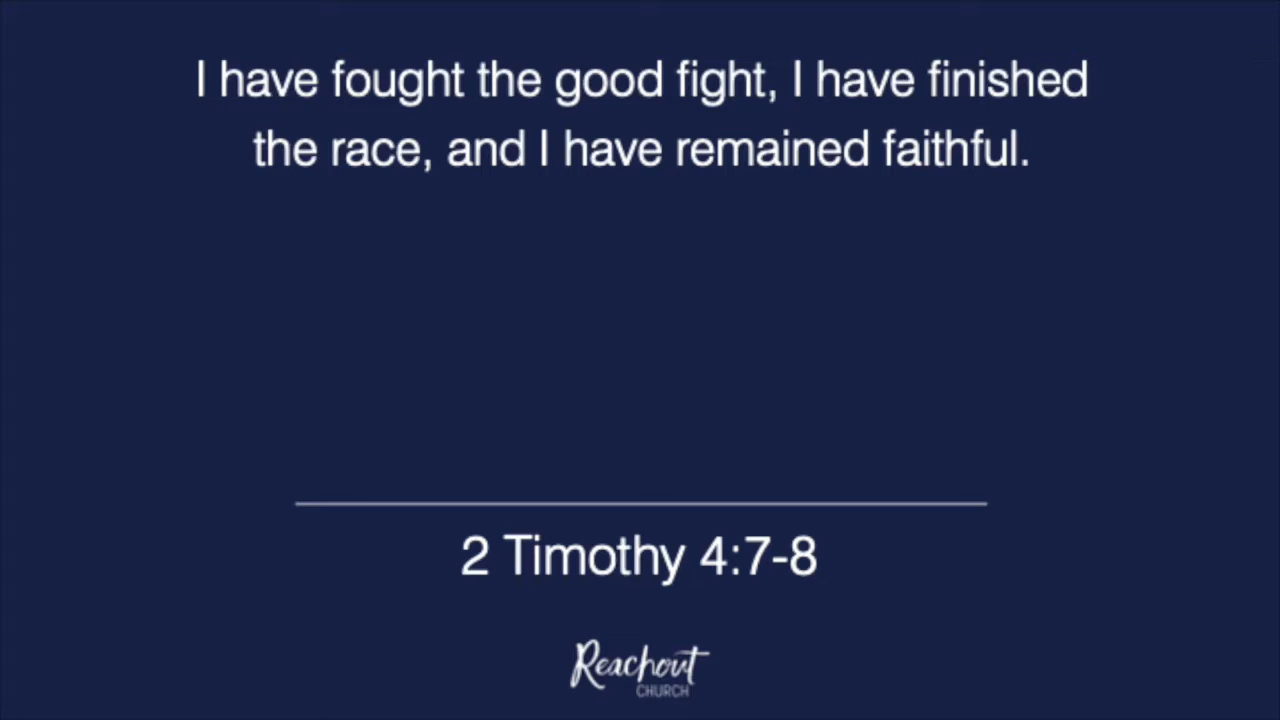 I have fought the good fight, I have finished
the race, and I have remained faithful.
2 Timothy 4:7-8
Reachout
CHURCH